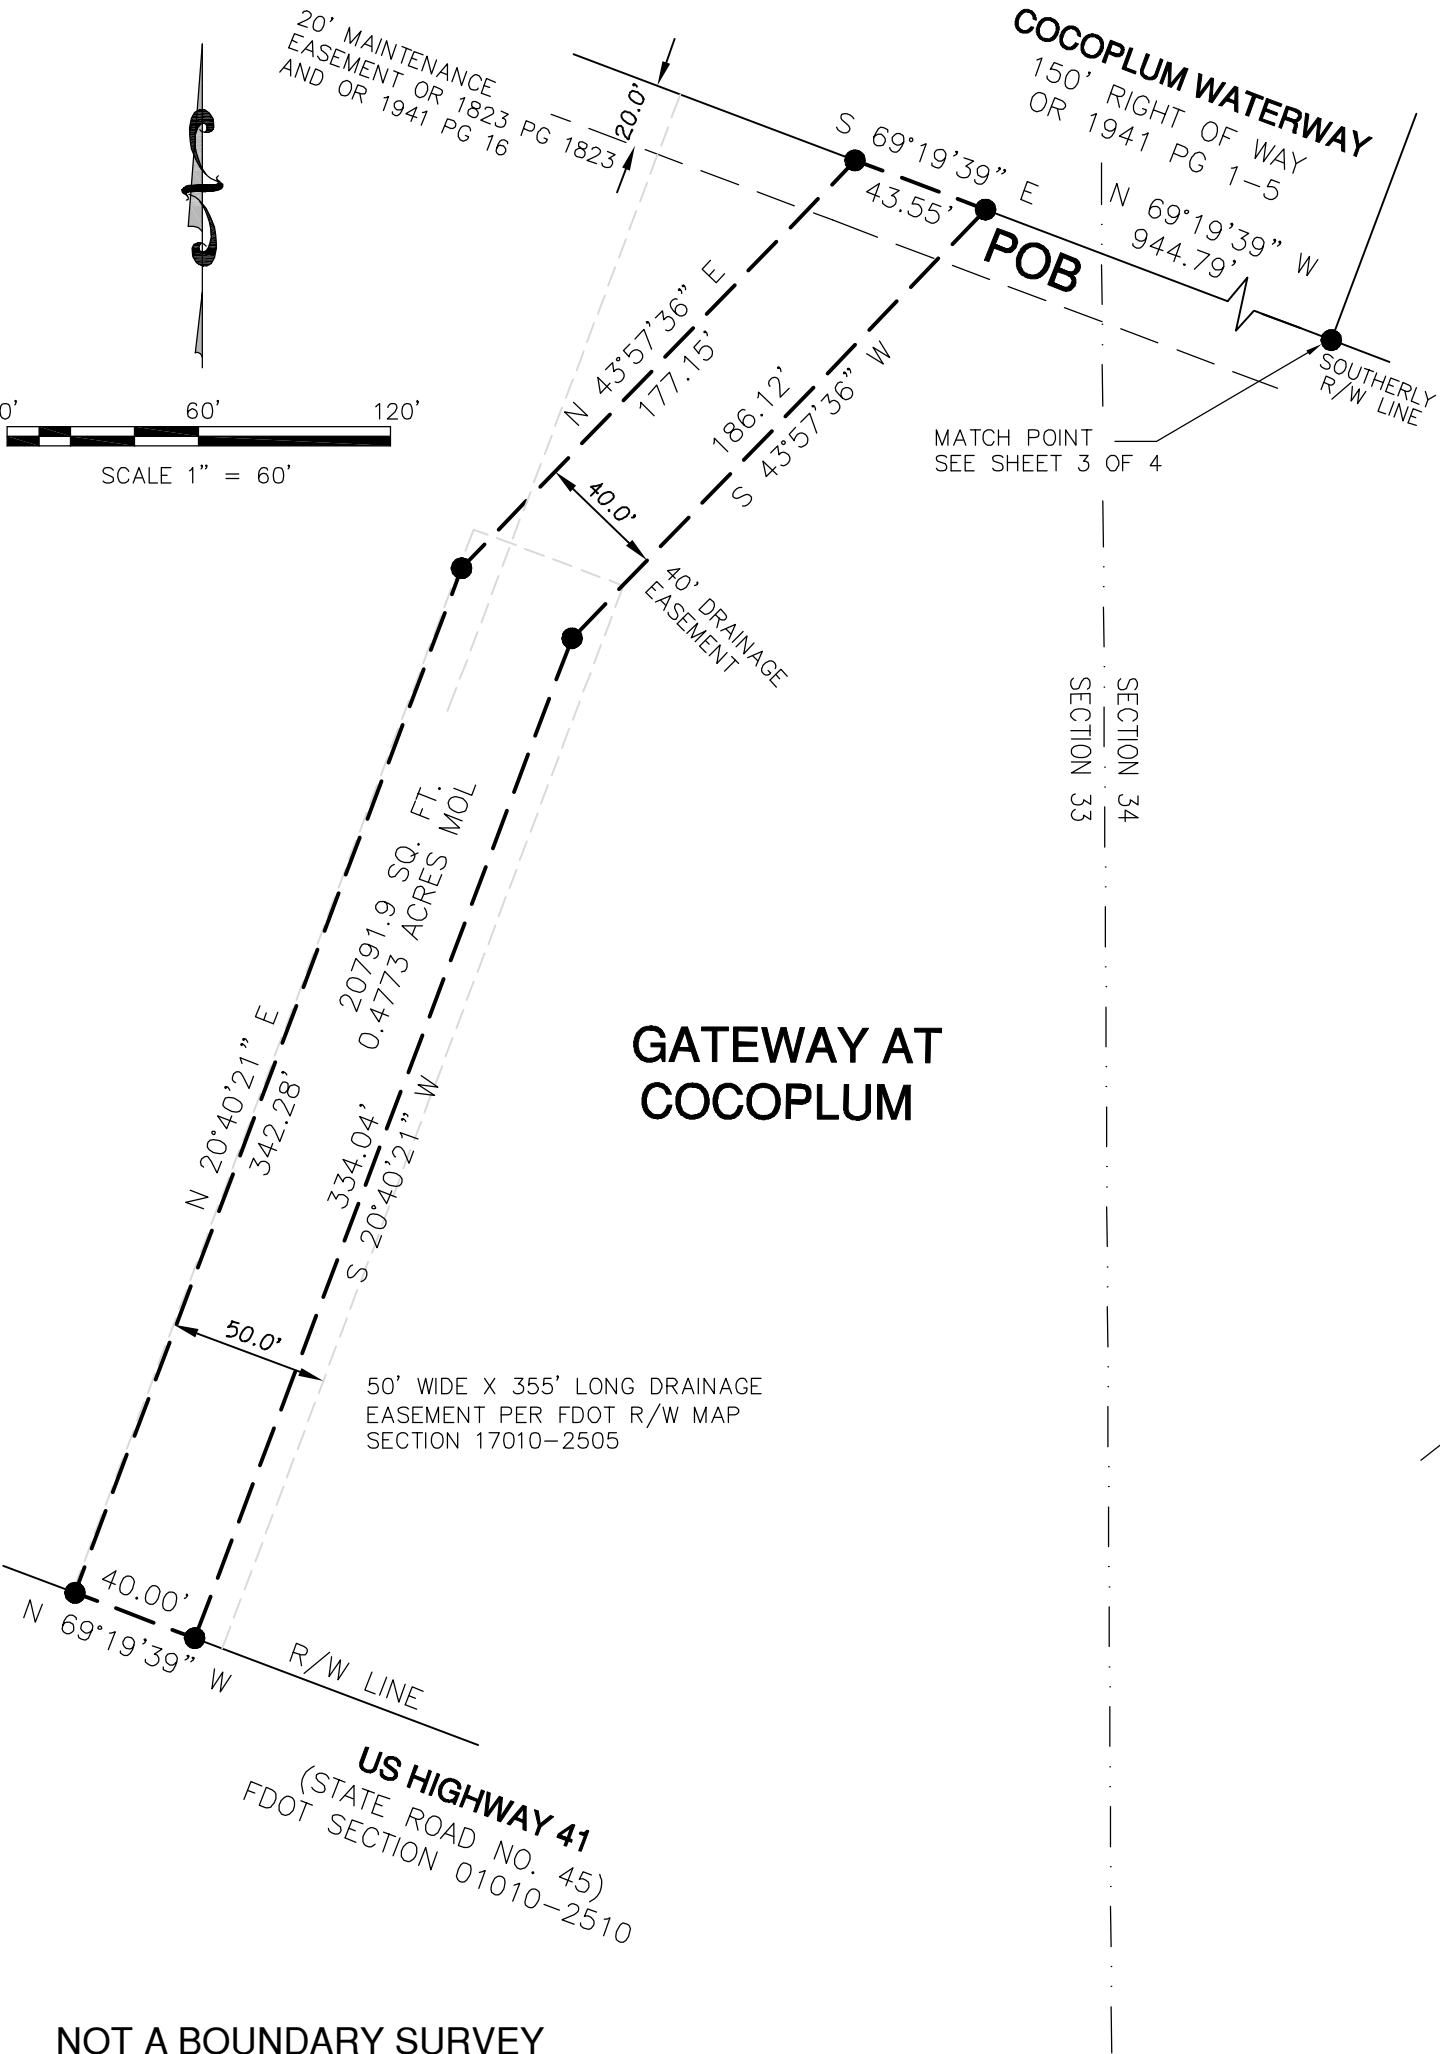 20' MAINTENANCE
EASEMENT OR 1823 PG 1823
AND OR 1941 PG 16
20.0'
COCOPLUM WATERWAY
150' RIGHT OF WAY
OR 1941 PG 1-5
S 69°19'39" E
43.55'
N 69°19'39" W
944.79'
POB
SOUTHERLY
R/W LINE
MATCH POINT
SEE SHEET 3 OF 4
0'
60'
120'
SCALE 1" = 60'
N 43°57'36" E
177.15'
186.12'
S 43°57'36" W
40.0'
40' DRAINAGE
EASEMENT
SECTION 33
SECTION 34
20791.9 SQ. FT.
0.4773 ACRES MOL
N 20°40'21" E
342.28'
334.04'
S 20°40'21" W
GATEWAY AT
COCOPLUM
50.0'
50' WIDE X 355' LONG DRAINAGE
EASEMENT PER FDOT R/W MAP
SECTION 17010-2505
40.00'
N 69°19'39" W
R/W LINE
US HIGHWAY 41
(STATE ROAD NO. 45)
FDOT SECTION 01010-2510
NOT A BOUNDARY SURVEY